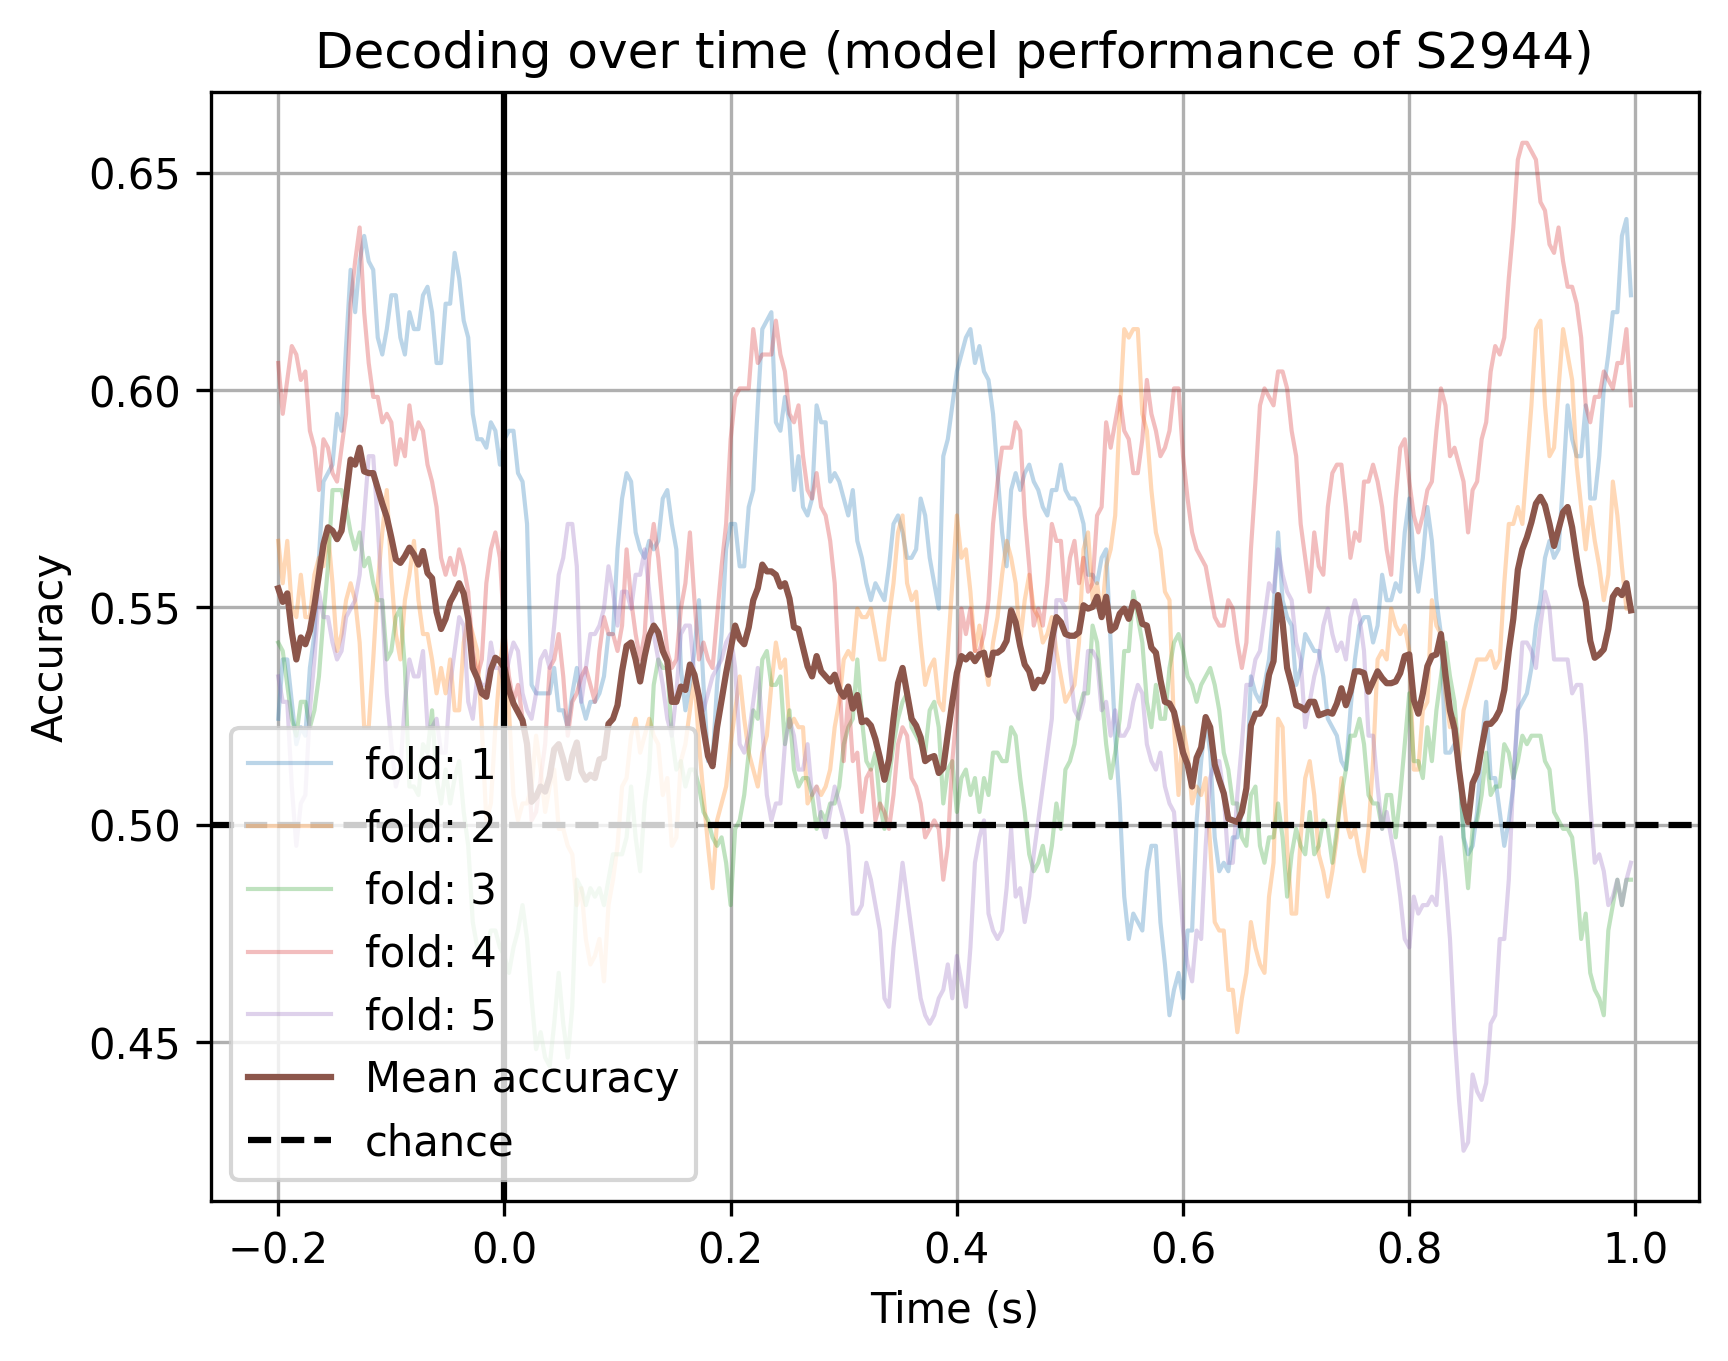 Decoding over time (model performance of S2944)
Accuracy
0.65
0.60
0.55
0.50
0.45
fold: 1
fold: 2
fold: 3
fold: 4
fold: 5
Mean accuracy
chance
−0.2 0.0 0.2 0.4 0.6 0.8 1.0
Time (s)